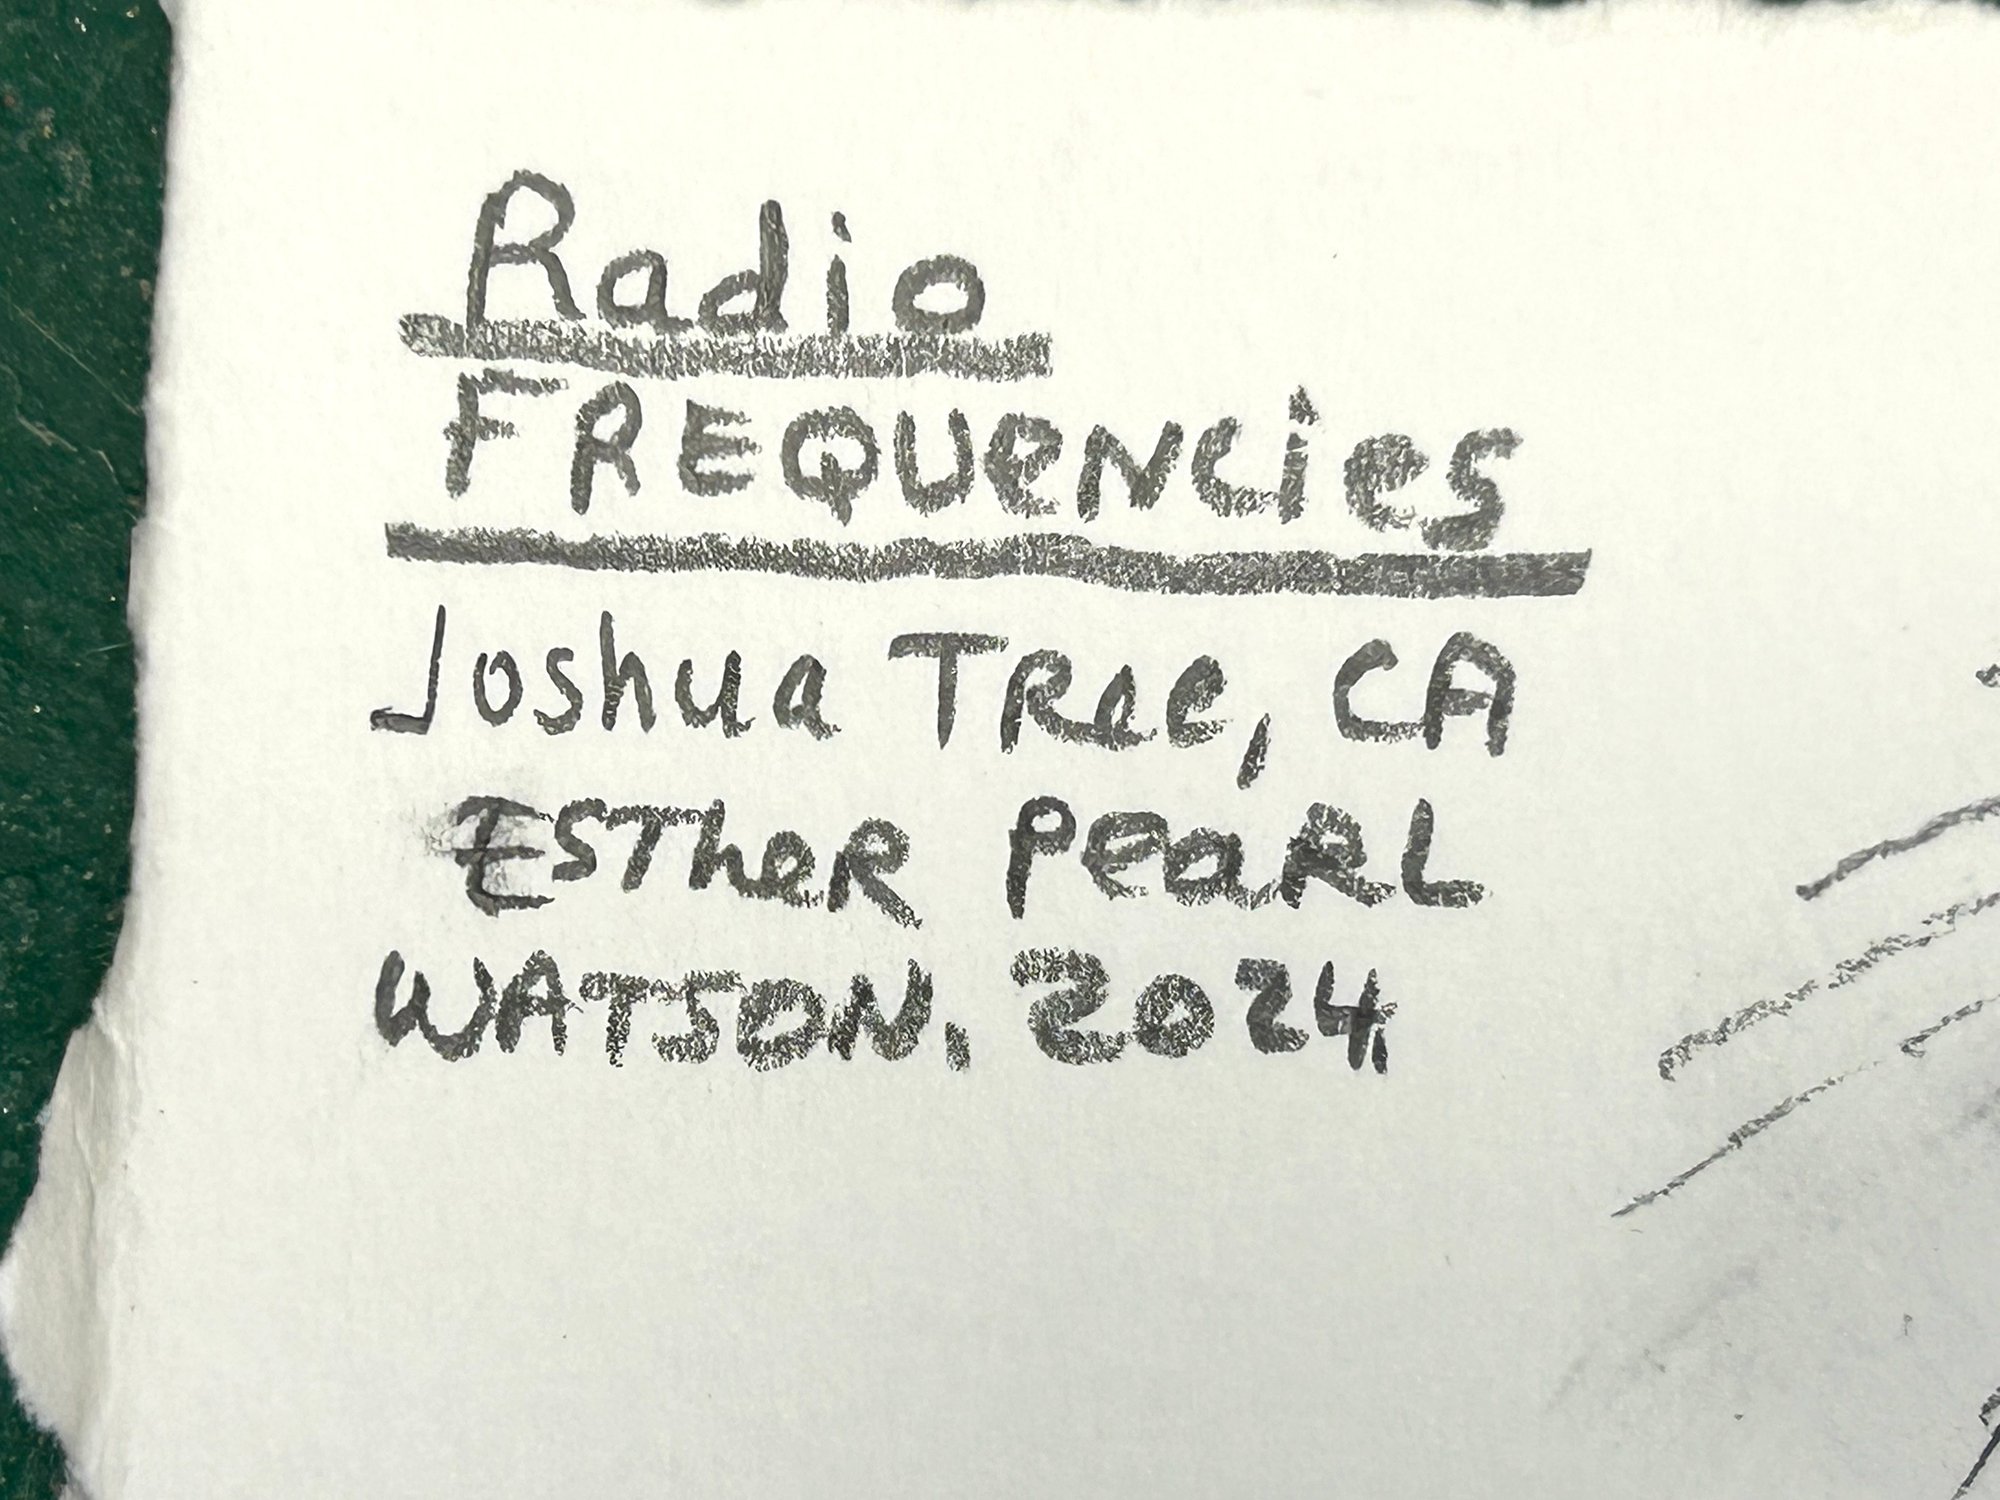 Radio
FREQUeNcies
Joshua TRee, CA
EsTheR PeaRL
WATSON. 2024